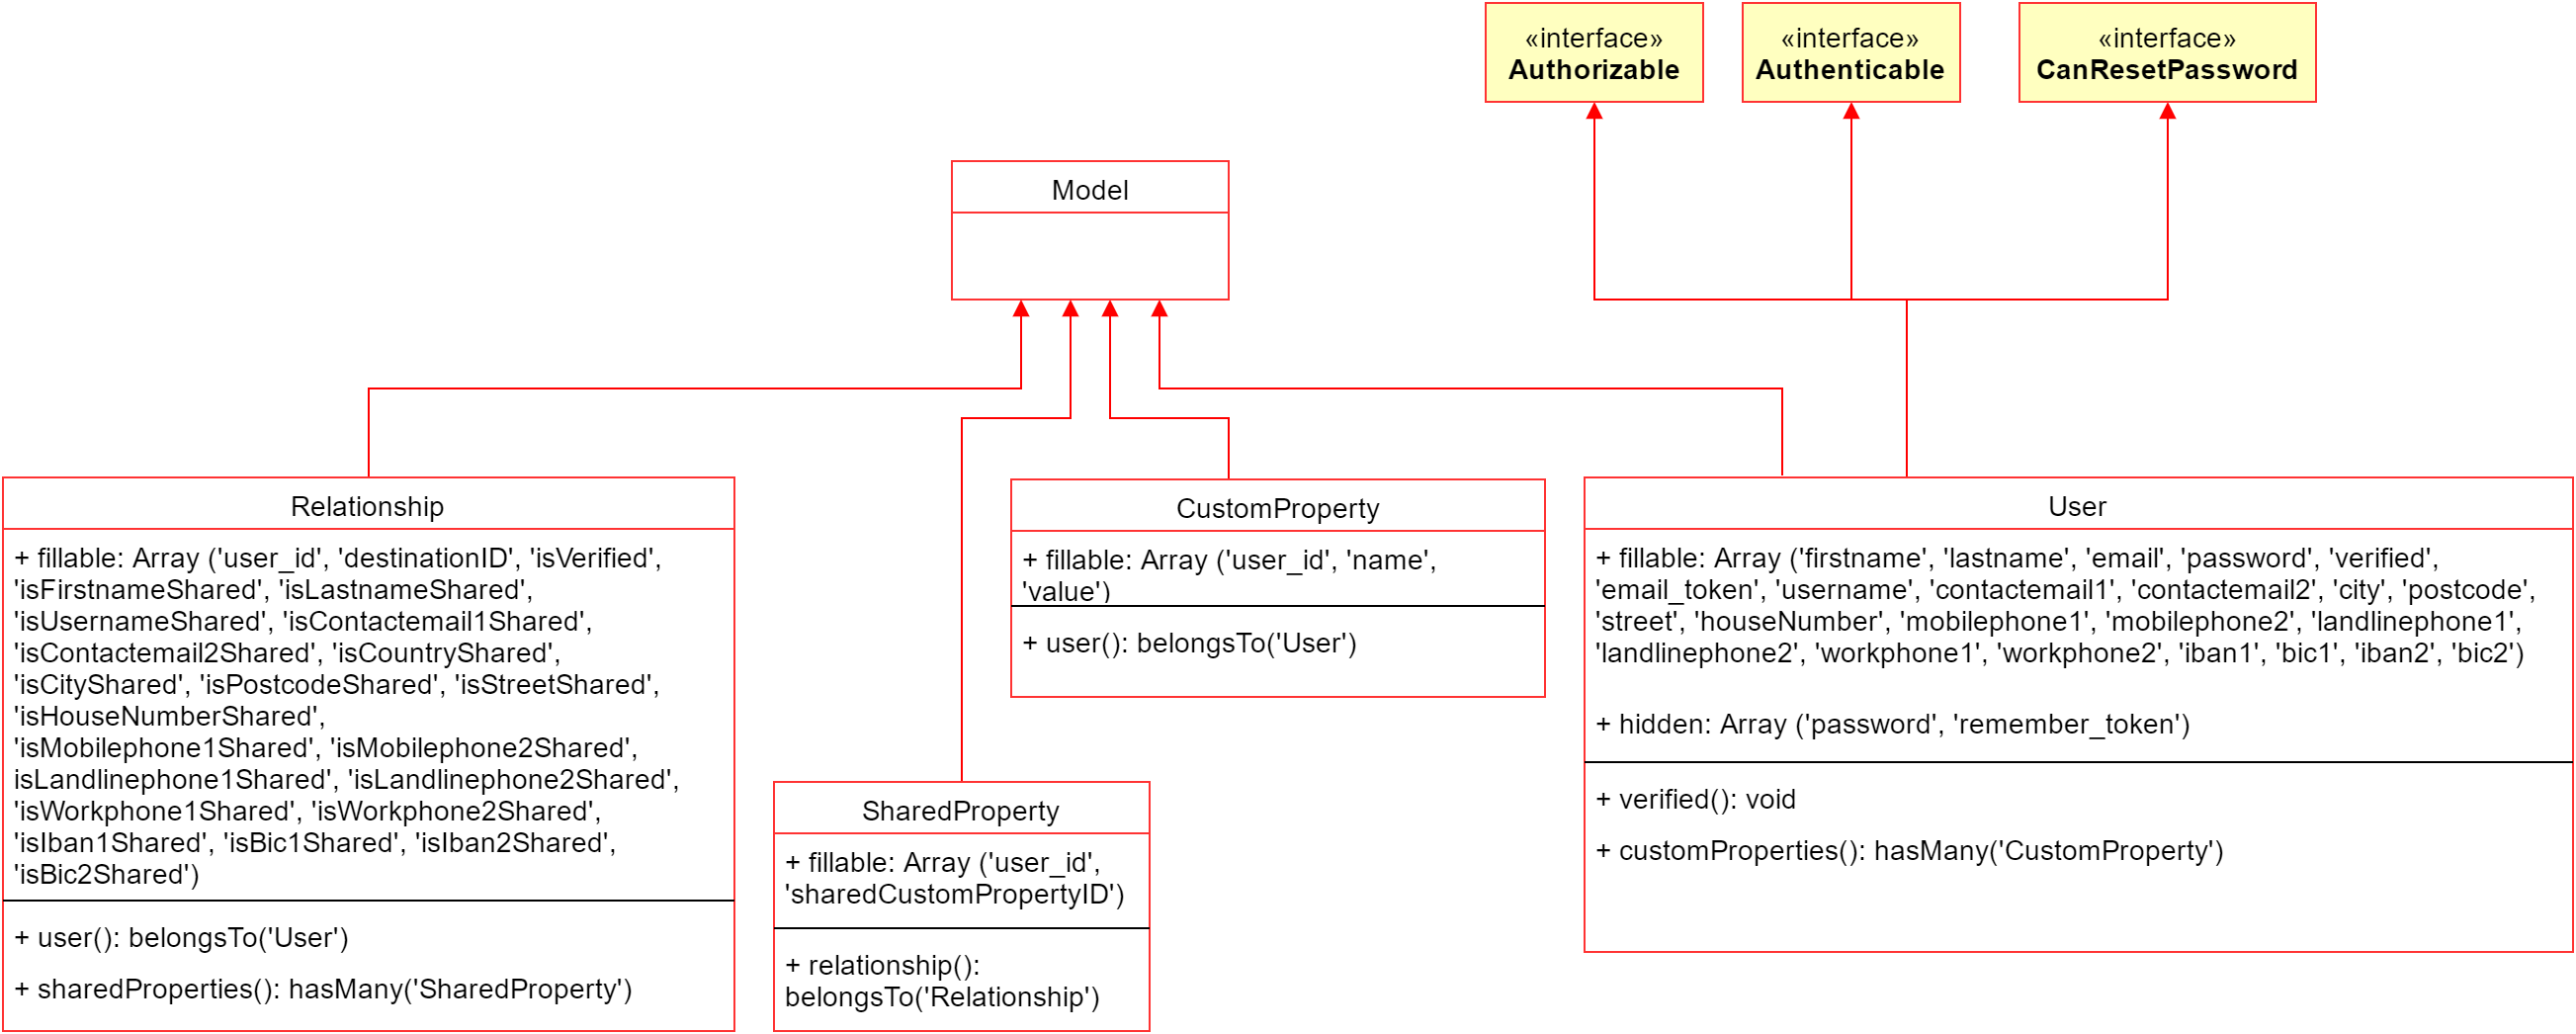 «interface»
Authorizable
«interface»
Authenticable
«interface»
CanResetPassword
Model
Relationship
+ fillable: Array ('user_id', 'destinationID', 'isVerified',
'isFirstnameShared', 'isLastnameShared',
'isUsernameShared', 'isContactemail1Shared',
'isContactemail2Shared', 'isCountryShared',
'isCityShared', 'isPostcodeShared', 'isStreetShared',
'isHouseNumberShared',
'isMobilephone1Shared', 'isMobilephone2Shared',
isLandlinephone1Shared', 'isLandlinephone2Shared',
'isWorkphone1Shared', 'isWorkphone2Shared',
'isIban1Shared', 'isBic1Shared', 'isIban2Shared',
'isBic2Shared')
+ user(): belongsTo('User')
+ sharedProperties(): hasMany('SharedProperty')
SharedProperty
+ fillable: Array ('user_id',
'sharedCustomPropertyID')
+ relationship():
belongsTo('Relationship')
CustomProperty
+ fillable: Array ('user_id', 'name',
'value')
+ user(): belongsTo('User')
User
+ fillable: Array ('firstname', 'lastname', 'email', 'password', 'verified',
'email_token', 'username', 'contactemail1', 'contactemail2', 'city', 'postcode',
'street', 'houseNumber', 'mobilephone1', 'mobilephone2', 'landlinephone1',
'landlinephone2', 'workphone1', 'workphone2', 'iban1', 'bic1', 'iban2', 'bic2')
+ hidden: Array ('password', 'remember_token')
+ verified(): void
+ customProperties(): hasMany('CustomProperty')